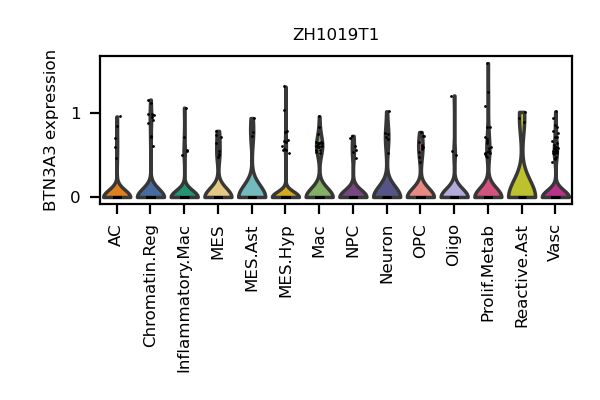 ZH1019T1
BTN3A3 expression
1
0
AC
Chromatin.Reg
Inflammatory.Mac
MES
MES.Ast
MES.Hyp
Mac
NPC
Neuron
OPC
Oligo
Prolif.Metab
Reactive.Ast
Vasc